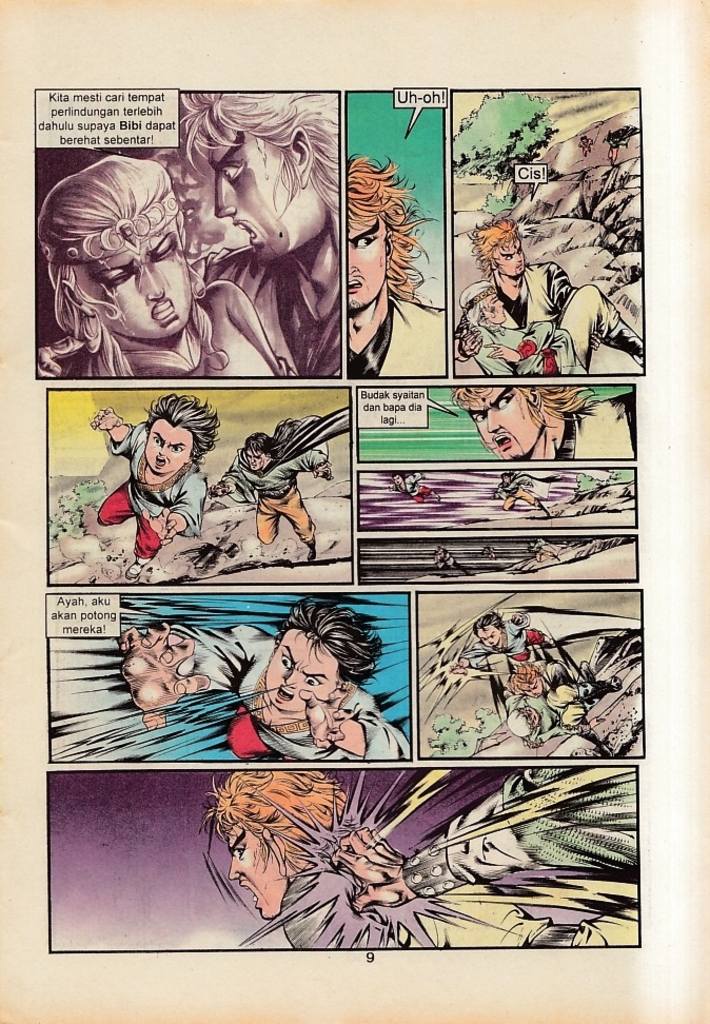 Kita mesti cari tempat
perlindungan terlebih
dahulu supaya Bibi dapat
berehat sebentar!
Uh-oh!
Cis!
Budak syaitan
dan bapa dia
lagi...
Ayah, aku
akan potong
mereka!
9